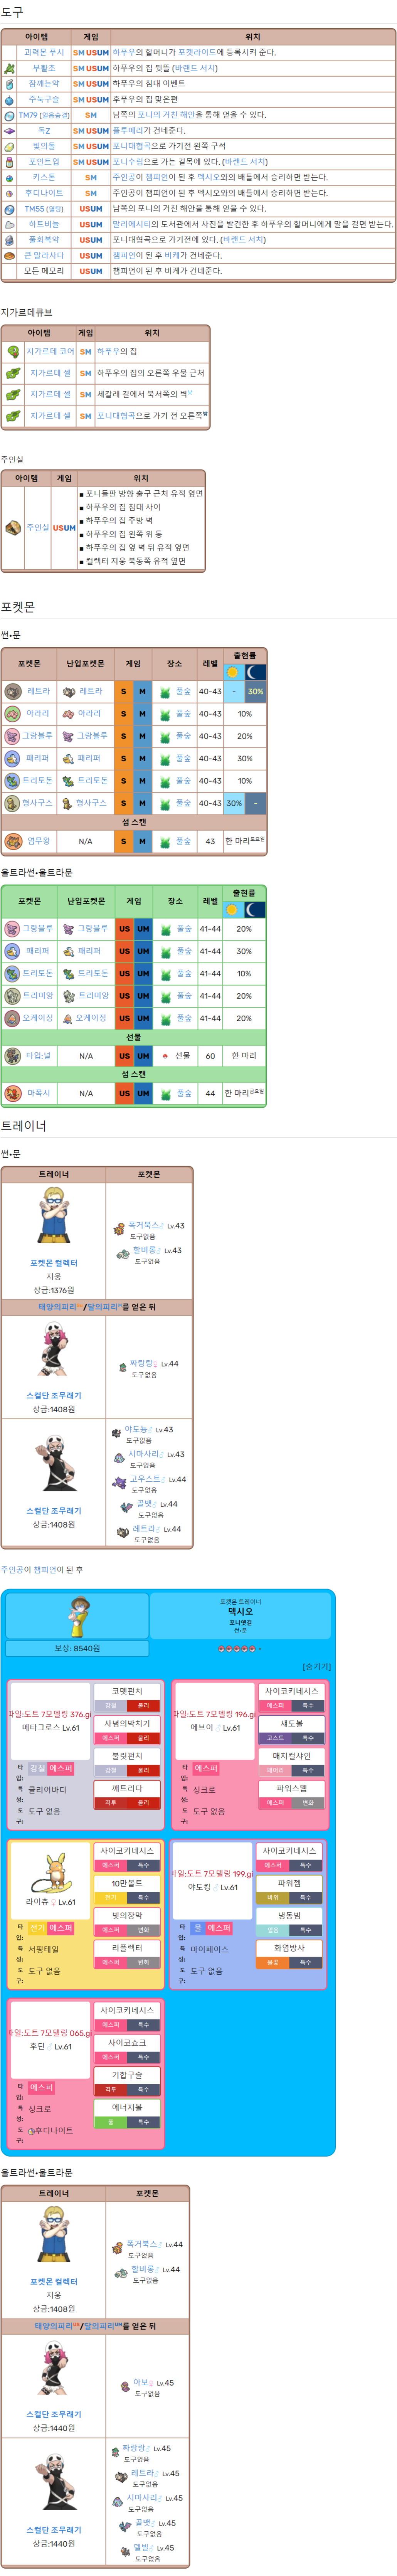 도구
아이템 게임 위치
괴력몬 푸시 SM USUM 하푸우의 할머니가 포켓라이드에 등록시켜 준다.
부활초 SM USUM 하푸우의 집 뒷뜰 (바랜드 서치)
잠깨는약 SM USUM 하푸우의 침대 이벤트
주눅구슬 SM USUM 후푸우의 집 맞은편
TM79 (얼음숨결) SM 남쪽의 포니의 거친 해안을 통해 얻을 수 있다.
독Z SM USUM 플루메리가 건네준다.
빛의돌 SM USUM 포니대협곡으로 가기전 왼쪽 구석
포인트업 SM USUM 포니수림으로 가는 길목에 있다. (바랜드 서치)
키스톤 SM 주인공이 챔피언이 된 후 덱시오와의 배틀에서 승리하면 받는다.
후디나이트 SM 주인공이 챔피언이 된 후 덱시오와의 배틀에서 승리하면 받는다.
TM55 (열탕) USUM 남쪽의 포니의 거친 해안을 통해 얻을 수 있다.
하트비늘 USUM 말리에시티의 도서관에서 사진을 발견한 후 하푸우의 할머니에게 말을 걸면 받는다.
풀회복약 USUM 포니대협곡으로 가기전에 있다. (바랜드 서치)
큰 말라사다 USUM 챔피언이 된 후 비케가 건네준다.
모든 메모리 USUM 챔피언이 된 후 비케가 건네준다.
지가르데큐브
아이템 게임 위치
지가르데 코어 SM 하푸우의 집
지가르데 셀 SM 하푸우의 집의 오른쪽 우물 근처
지가르데 셀 SM 세갈래 길에서 북서쪽의 벽낮
지가르데 셀 SM 포니대협곡으로 가기 전 오른쪽밤
주인실
아이템 게임 위치
주인실 USUM
■ 포니들판 방향 출구 근처 유적 옆면
■ 하푸우의 집 침대 사이
■ 하푸우의 집 주방 벽
■ 하푸우의 집 왼쪽 위 통
■ 하푸우의 집 옆 벽 뒤 유적 옆면
■ 컬렉터 지웅 북동쪽 유적 옆면
포켓몬
썬•문
포켓몬 난입포켓몬 게임 장소 레벨 출현률
레트라 레트라 S M 풀숲 40-43 - 30%
아라리 아라리 S M 풀숲 40-43 10%
그랑블루 그랑블루 S M 풀숲 40-43 20%
패리퍼 패리퍼 S M 풀숲 40-43 30%
트리토돈 트리토돈 S M 풀숲 40-43 10%
형사구스 형사구스 S M 풀숲 40-43 30% -
섬 스캔
염무왕 N/A S M 풀숲 43 한 마리토요일
울트라썬•울트라문
포켓몬 난입포켓몬 게임 장소 레벨 출현률
그랑블루 그랑블루 US UM 풀숲 41-44 20%
패리퍼 패리퍼 US UM 풀숲 41-44 30%
트리토돈 트리토돈 US UM 풀숲 41-44 10%
트리미앙 트리미앙 US UM 풀숲 41-44 20%
오케이징 오케이징 US UM 풀숲 41-44 20%
선물
타입:널 N/A US UM 선물 60 한 마리
섬 스캔
마폭시 N/A US UM 풀숲 44 한 마리금요일
트레이너
썬•문
트레이너 포켓몬
포켓몬 컬렉터
지웅
상금:1376원
폭거북스♂ Lv.43
도구없음
할비롱♂ Lv.43
도구없음
태양의피리S/달의피리M를 얻은 뒤
스컬단 조무래기
상금:1408원
짜랑랑♀ Lv.44
도구없음
스컬단 조무래기
상금:1408원
야도뇽♂ Lv.43
도구없음
시마사리♂ Lv.43
도구없음
고우스트♂ Lv.44
도구없음
골뱃♂ Lv.44
도구없음
레트라♂ Lv.44
도구없음
주인공이 챔피언이 된 후
포켓몬 트레이너
덱시오
포니옛길
썬•문
보상: 8540원
[숨기기]
파일:도트 7모델링 376.gi
메타그로스 Lv.61
타입: 강철 에스퍼
특성: 클리어바디
도구: 도구 없음
코멧펀치
강철 물리
사념의박치기
에스퍼 물리
불릿펀치
강철 물리
깨트리다
격투 물리
파일:도트 7모델링 196.gi
에브이 ♂ Lv.61
타입: 에스퍼
특성: 싱크로
도구: 도구 없음
사이코키네시스
에스퍼 특수
섀도볼
고스트 특수
매지컬샤인
페어리 특수
파워스웹
에스퍼 변화
라이츄 ♀ Lv.61
타입: 전기 에스퍼
특성: 서핑테일
도구: 도구 없음
사이코키네시스
에스퍼 특수
10만볼트
전기 특수
빛의장막
에스퍼 변화
리플렉터
에스퍼 변화
파일:도트 7모델링 199.gi
야도킹 ♂ Lv.61
타입: 물 에스퍼
특성: 마이페이스
도구: 도구 없음
사이코키네시스
에스퍼 특수
파워젬
바위 특수
냉동빔
얼음 특수
화염방사
불꽃 특수
파일:도트 7모델링 065.gi
후딘 ♂ Lv.61
타입: 에스퍼
특성: 싱크로
도구: 후디나이트
사이코키네시스
에스퍼 특수
사이코쇼크
에스퍼 특수
기합구슬
격투 특수
에너지볼
풀 특수
울트라썬•울트라문
트레이너 포켓몬
포켓몬 컬렉터
지웅
상금:1408원
폭거북스♂ Lv.44
도구없음
할비롱♂ Lv.44
도구없음
태양의피리US/달의피리UM를 얻은 뒤
스컬단 조무래기
상금:1440원
아보♀ Lv.45
도구없음
스컬단 조무래기
상금:1440원
짜랑랑♂ Lv.45
도구없음
레트라♂ Lv.45
도구없음
시마사리♂ Lv.45
도구없음
골뱃♂ Lv.45
도구없음
델빌♂ Lv.45
도구없음